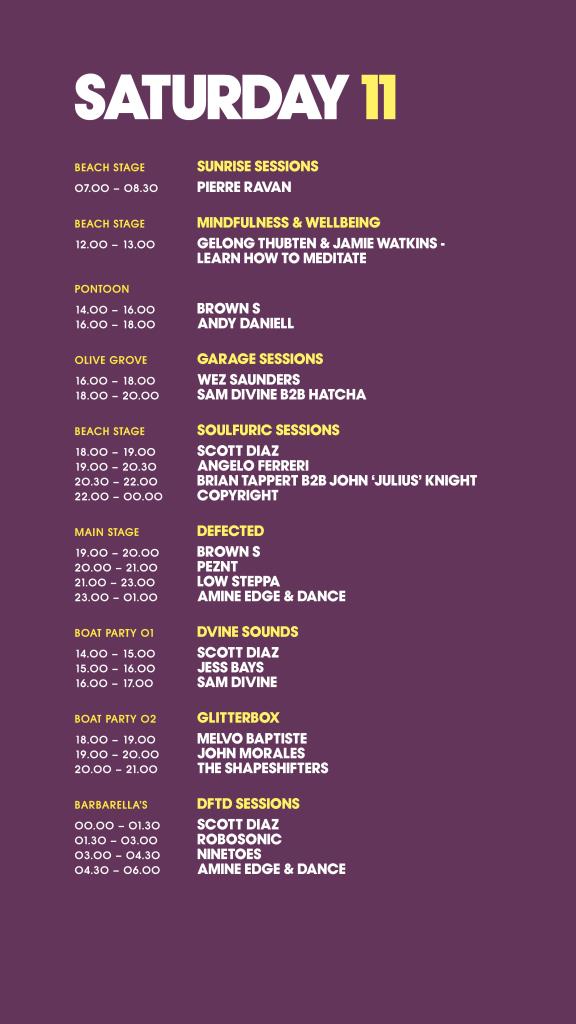 SATURDAY 11
BEACH STAGE SUNRISE SESSIONS
07.00 – 08.30 PIERRE RAVAN
BEACH STAGE MINDFULNESS & WELLBEING
12.00 – 13.00 GELONG THUBTEN & JAMIE WATKINS -
LEARN HOW TO MEDITATE
PONTOON
14.00 – 16.00 BROWN S
16.00 – 18.00 ANDY DANIELL
OLIVE GROVE GARAGE SESSIONS
16.00 – 18.00 WEZ SAUNDERS
18.00 – 20.00 SAM DIVINE B2B HATCHA
BEACH STAGE SOULFURIC SESSIONS
18.00 – 19.00 SCOTT DIAZ
19.00 – 20.30 ANGELO FERRERI
20.30 – 22.00 BRIAN TAPPERT B2B JOHN ‘JULIUS’ KNIGHT
22.00 – 00.00 COPYRIGHT
MAIN STAGE DEFECTED
19.00 – 20.00 BROWN S
20.00 – 21.00 PEZNT
21.00 – 23.00 LOW STEPPA
23.00 – 01.00 AMINE EDGE & DANCE
BOAT PARTY 01 DVINE SOUNDS
14.00 – 15.00 SCOTT DIAZ
15.00 – 16.00 JESS BAYS
16.00 – 17.00 SAM DIVINE
BOAT PARTY 02 GLITTERBOX
18.00 – 19.00 MELVO BAPTISTE
19.00 – 20.00 JOHN MORALES
20.00 – 21.00 THE SHAPESHIFTERS
BARBARELLA'S DFTD SESSIONS
00.00 – 01.30 SCOTT DIAZ
01.30 – 03.00 ROBOSONIC
03.00 – 04.30 NINETOES
04.30 – 06.00 AMINE EDGE & DANCE